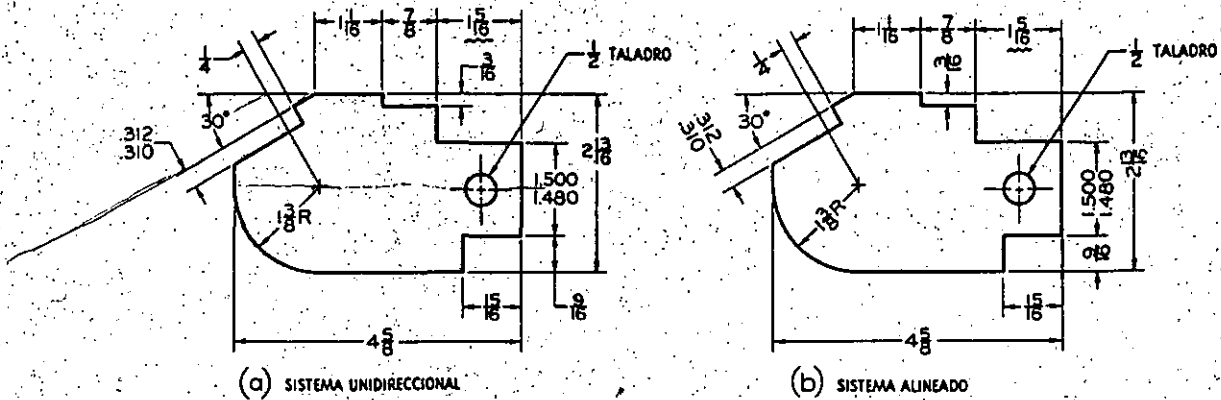 1 1/16 7/8 1 5/16
1/4
3/16
1/2 TALADRO
30°
.312
.310
2 13/16
1.500
1.480
1 3/8 R
15/16
9/16
4 5/8
(a) SISTEMA UNIDIRECCIONAL
1 1/16 7/8 1 5/16
1/4
3/16
1/2 TALADRO
30°
.312
.310
2 13/16
1.500
1.480
1 3/8 R
9/16
15/16
4 5/8
(b) SISTEMA ALINEADO